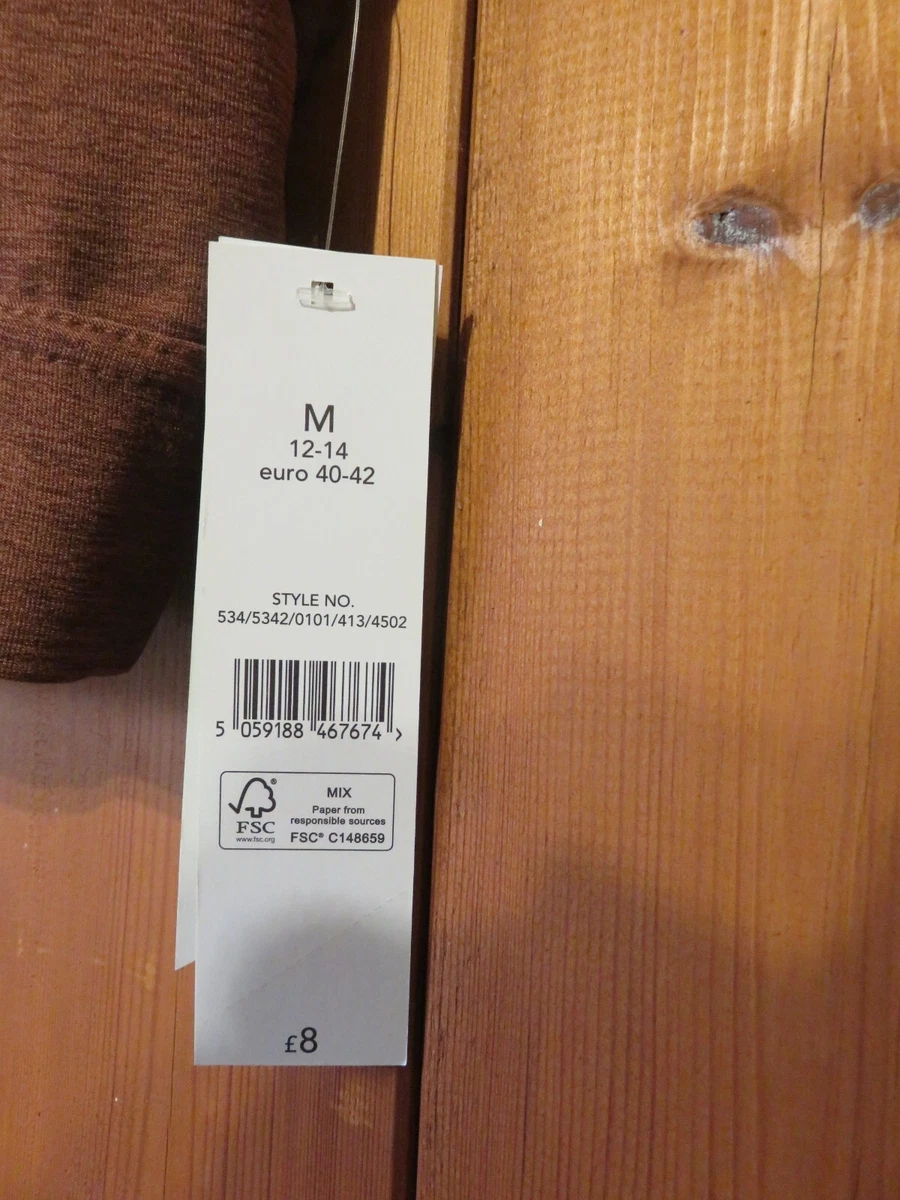 M
12-14
euro 40-42
STYLE NO.
534/5342/0101/413/4502
5 059188 467674 >
FSC®
www.fsc.org
MIX
Paper from
responsible sources
FSC® C148659
£8